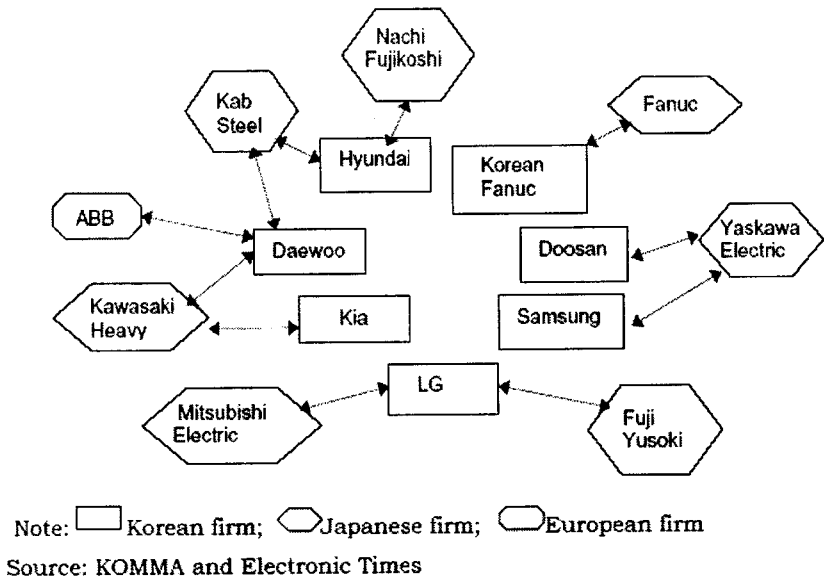 Nachi
Fujikoshi
Kab
Steel
Fanuc
Hyundai
Korean
Fanuc
ABB
Daewoo
Doosan
Yaskawa
Electric
Kawasaki
Heavy
Kia
Samsung
LG
Mitsubishi
Electric
Fuji
Yusoki
Note: Korean firm; Japanese firm; European firm
Source: KOMMA and Electronic Times